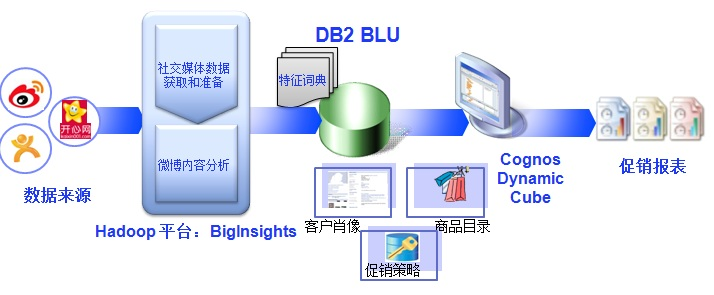 DB2 BLU
社交媒体数据
获取和准备
特征词典
开心网
kaixin001.com
微博内容分析
数据来源
Hadoop 平台：BigInsights
Cognos
Dynamic
Cube
促销报表
客户肖像
商品目录
促销策略